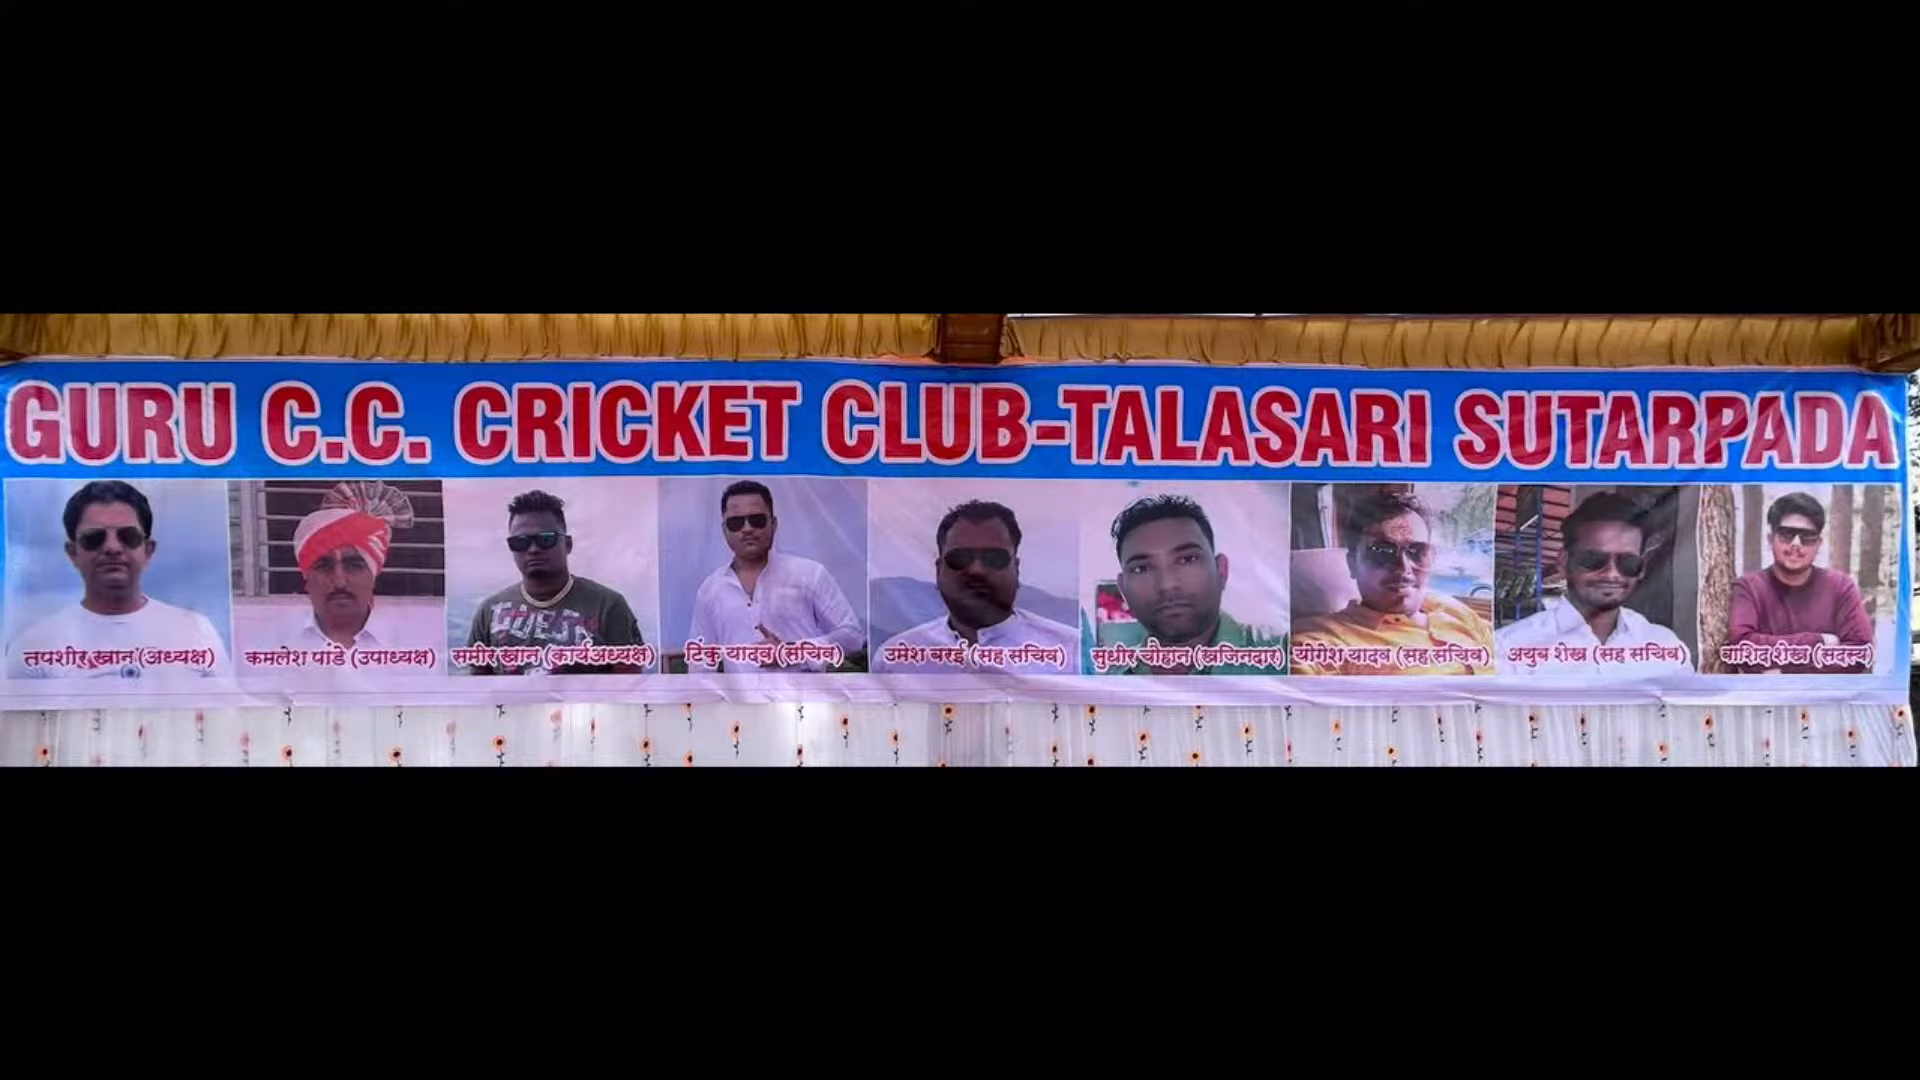 GURU C.C. CRICKET CLUB-TALASARI SUTARPADA
तपशीर खान (अध्यक्ष)
कमलेश पांडे (उपाध्यक्ष)
समीर खान (कार्यअध्यक्ष)
टिंकु यादव (सचिव)
उमेश बरई (सह सचिव)
सुधीर चौहान (खजिनदार)
योगेश यादव (सह सचिव)
अयुब शेख (सह सचिव)
शेख (सदस्य)